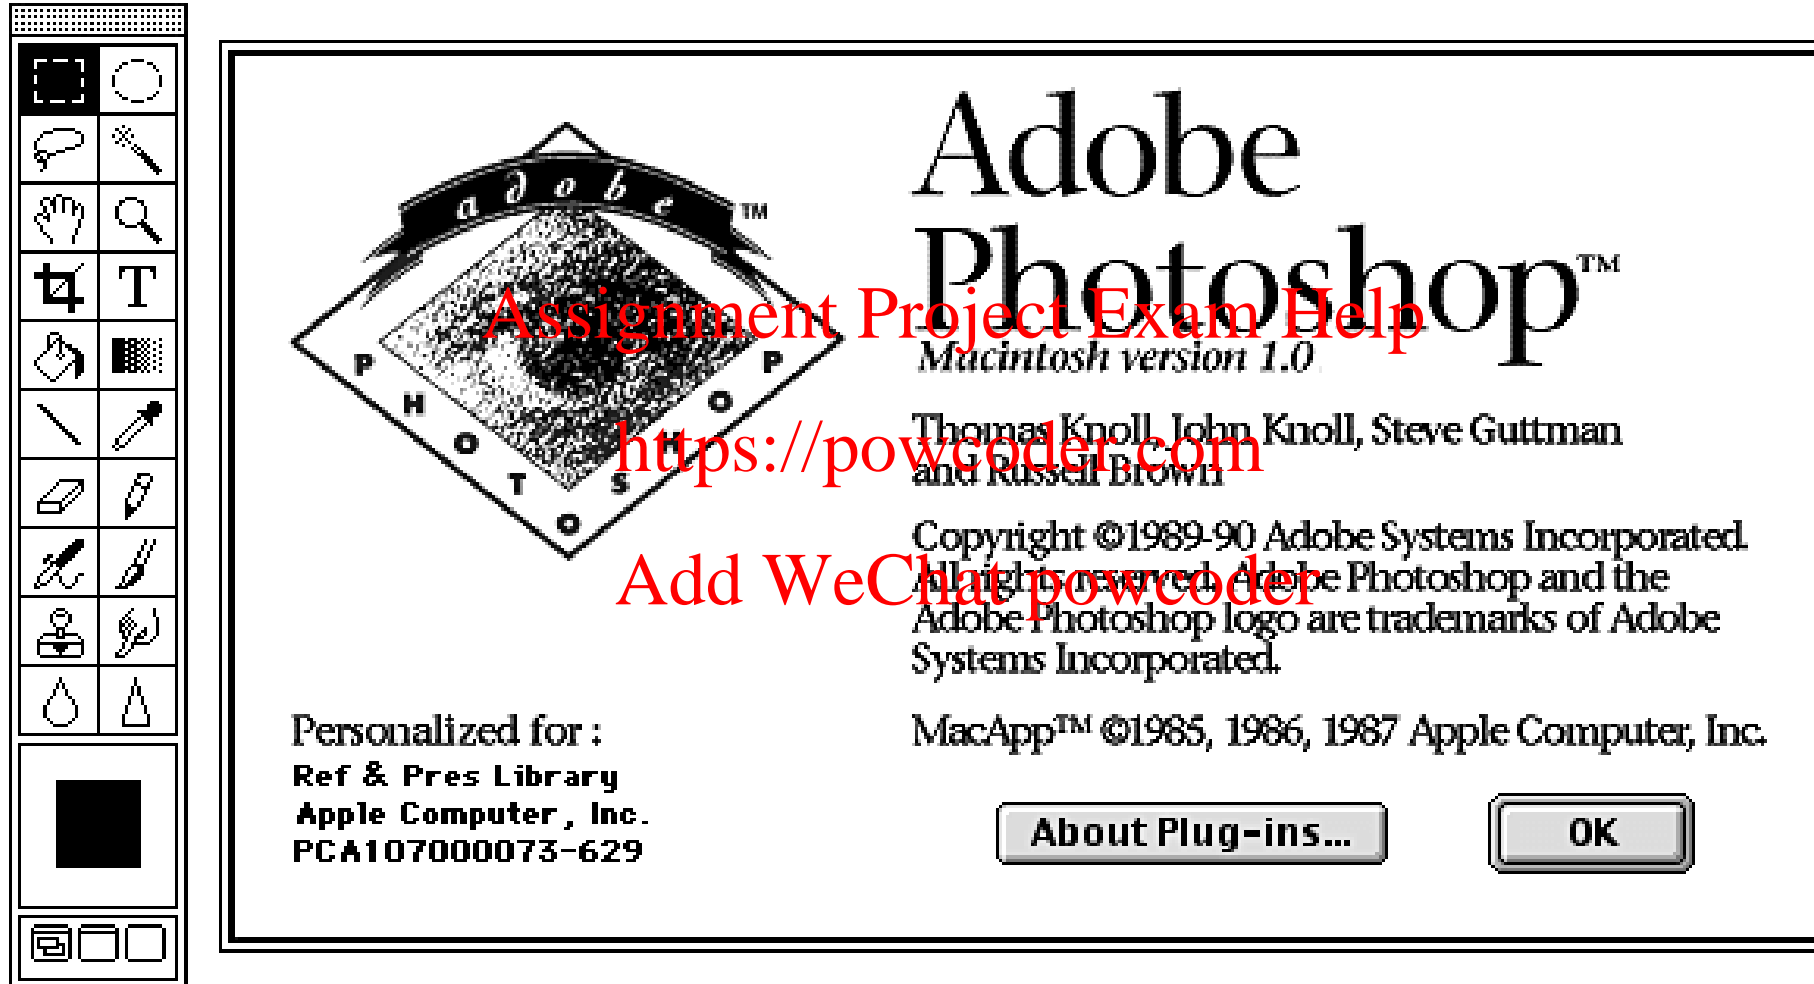 adobe ™
P H O T O S H O P
Adobe
Photoshop™
Assignment Project Exam Help
Macintosh version 1.0
Thomas Knoll, John Knoll, Steve Guttman
https://powcoder.com
and Russell Brown
Copyright ©1989-90 Adobe Systems Incorporated.
All rights reserved. Adobe Photoshop and the
Add WeChat powcoder
Adobe Photoshop logo are trademarks of Adobe
Systems Incorporated.
MacApp™ ©1985, 1986, 1987 Apple Computer, Inc.
Personalized for :
Ref & Pres Library
Apple Computer, Inc.
PCA107000073-629
About Plug-ins...
OK
T